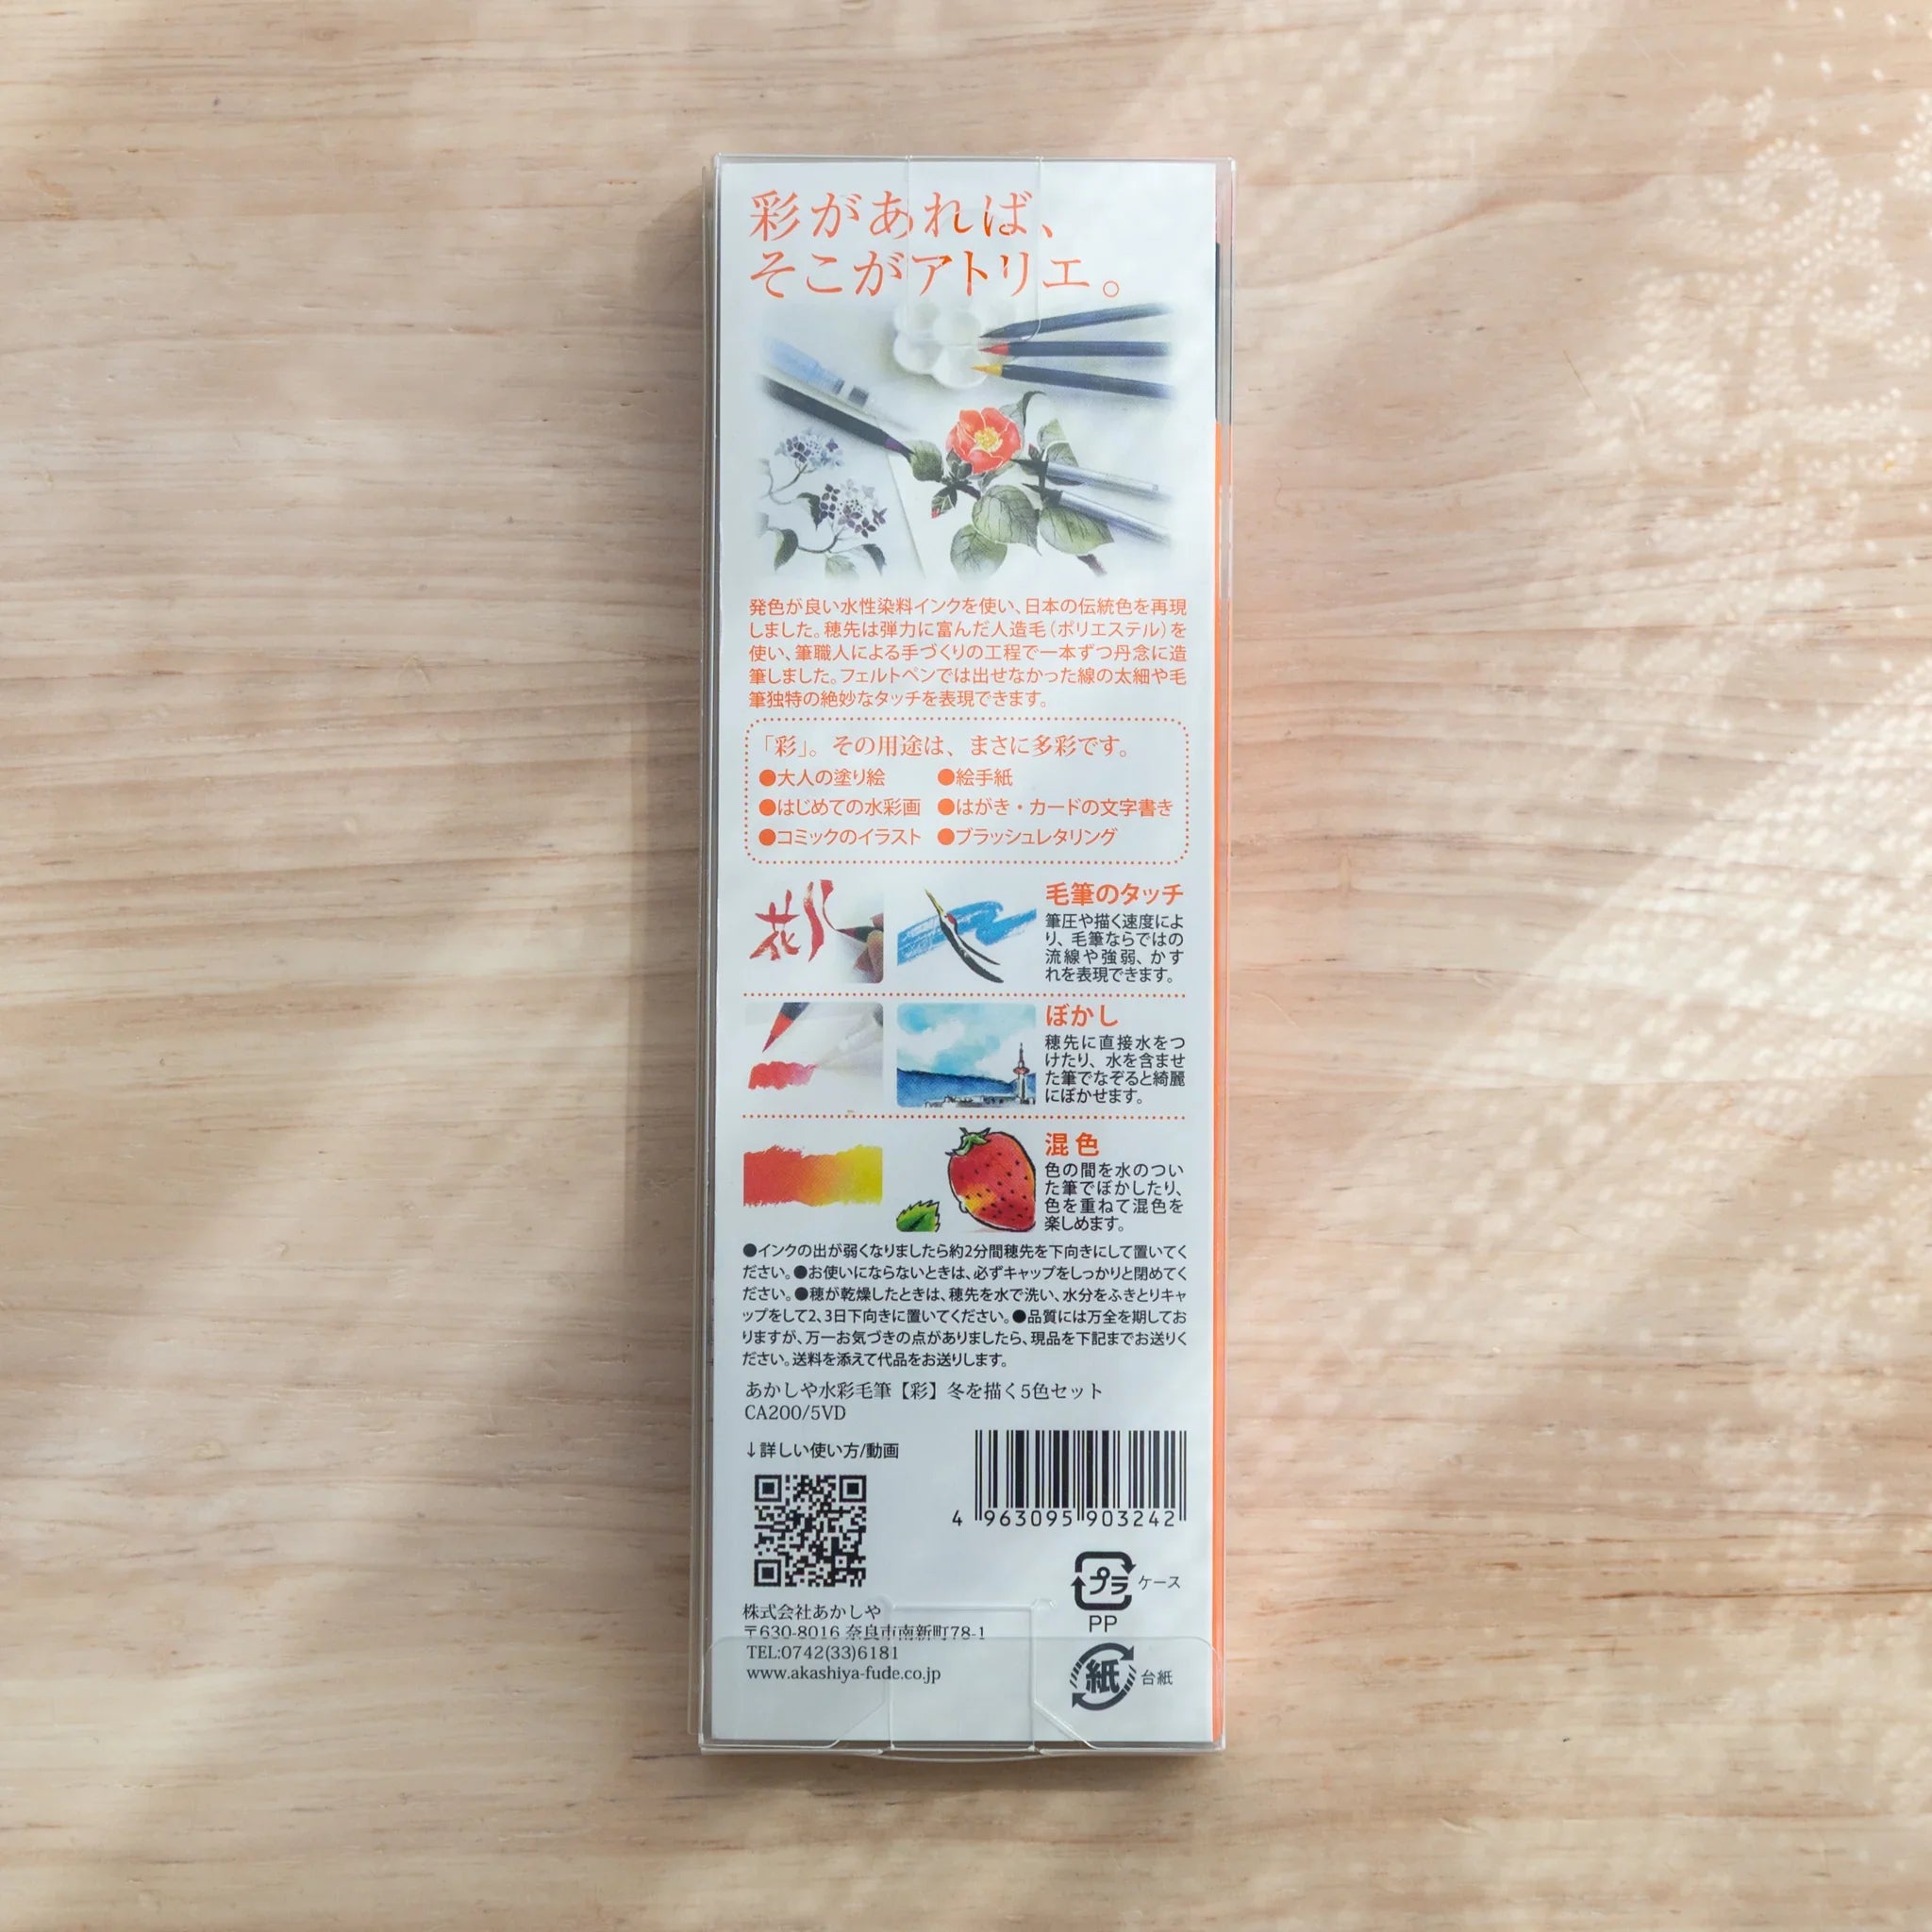 彩があれば、
そこがアトリエ。
発色が良い水性染料インクを使い、日本の伝統色を再現
しました。穂先は弾力に富んだ人造毛（ポリエステル）を
使い、筆職人による手づくりの工程で一本ずつ丹念に造
筆しました。フェルトペンでは出せなかった線の太細や毛
筆独特の絶妙なタッチを表現できます。
「彩」。その用途は、まさに多彩です。
●大人の塗り絵 ●絵手紙
●はじめての水彩画 ●はがき・カードの文字書き
●コミックのイラスト ●ブラッシュレタリング
花
毛筆のタッチ
筆圧や描く速度によ
り、毛筆ならではの
流線や強弱、かす
れを表現できます。
ぼかし
穂先に直接水をつ
けたり、水を含ませ
た筆でなぞると綺麗
にぼかせます。
混色
色の間を水のつい
た筆でぼかしたり、
色を重ねて混色を
楽しめます。
●インクの出が弱くなりましたら約2分間穂先を下向きにして置いてく
ださい。●お使いにならないときは、必ずキャップをしっかりと閉めてく
ださい。●穂が乾燥したときは、穂先を水で洗い、水分をふきとりキャ
ップをして2、3日下向きに置いてください。●品質には万全を期してお
りますが、万一お気づきの点がありましたら、現品を下記までお送りく
ださい。送料を添えて代品をお送りします。
あかしや水彩毛筆【彩】冬を描く5色セット
CA200/5VD
↓詳しい使い方/動画
4 963095 903242
プラ ケース
PP
株式会社あかしや
〒630-8016 奈良市南新町78-1
TEL:0742(33)6181
www.akashiya-fude.co.jp
紙 台紙